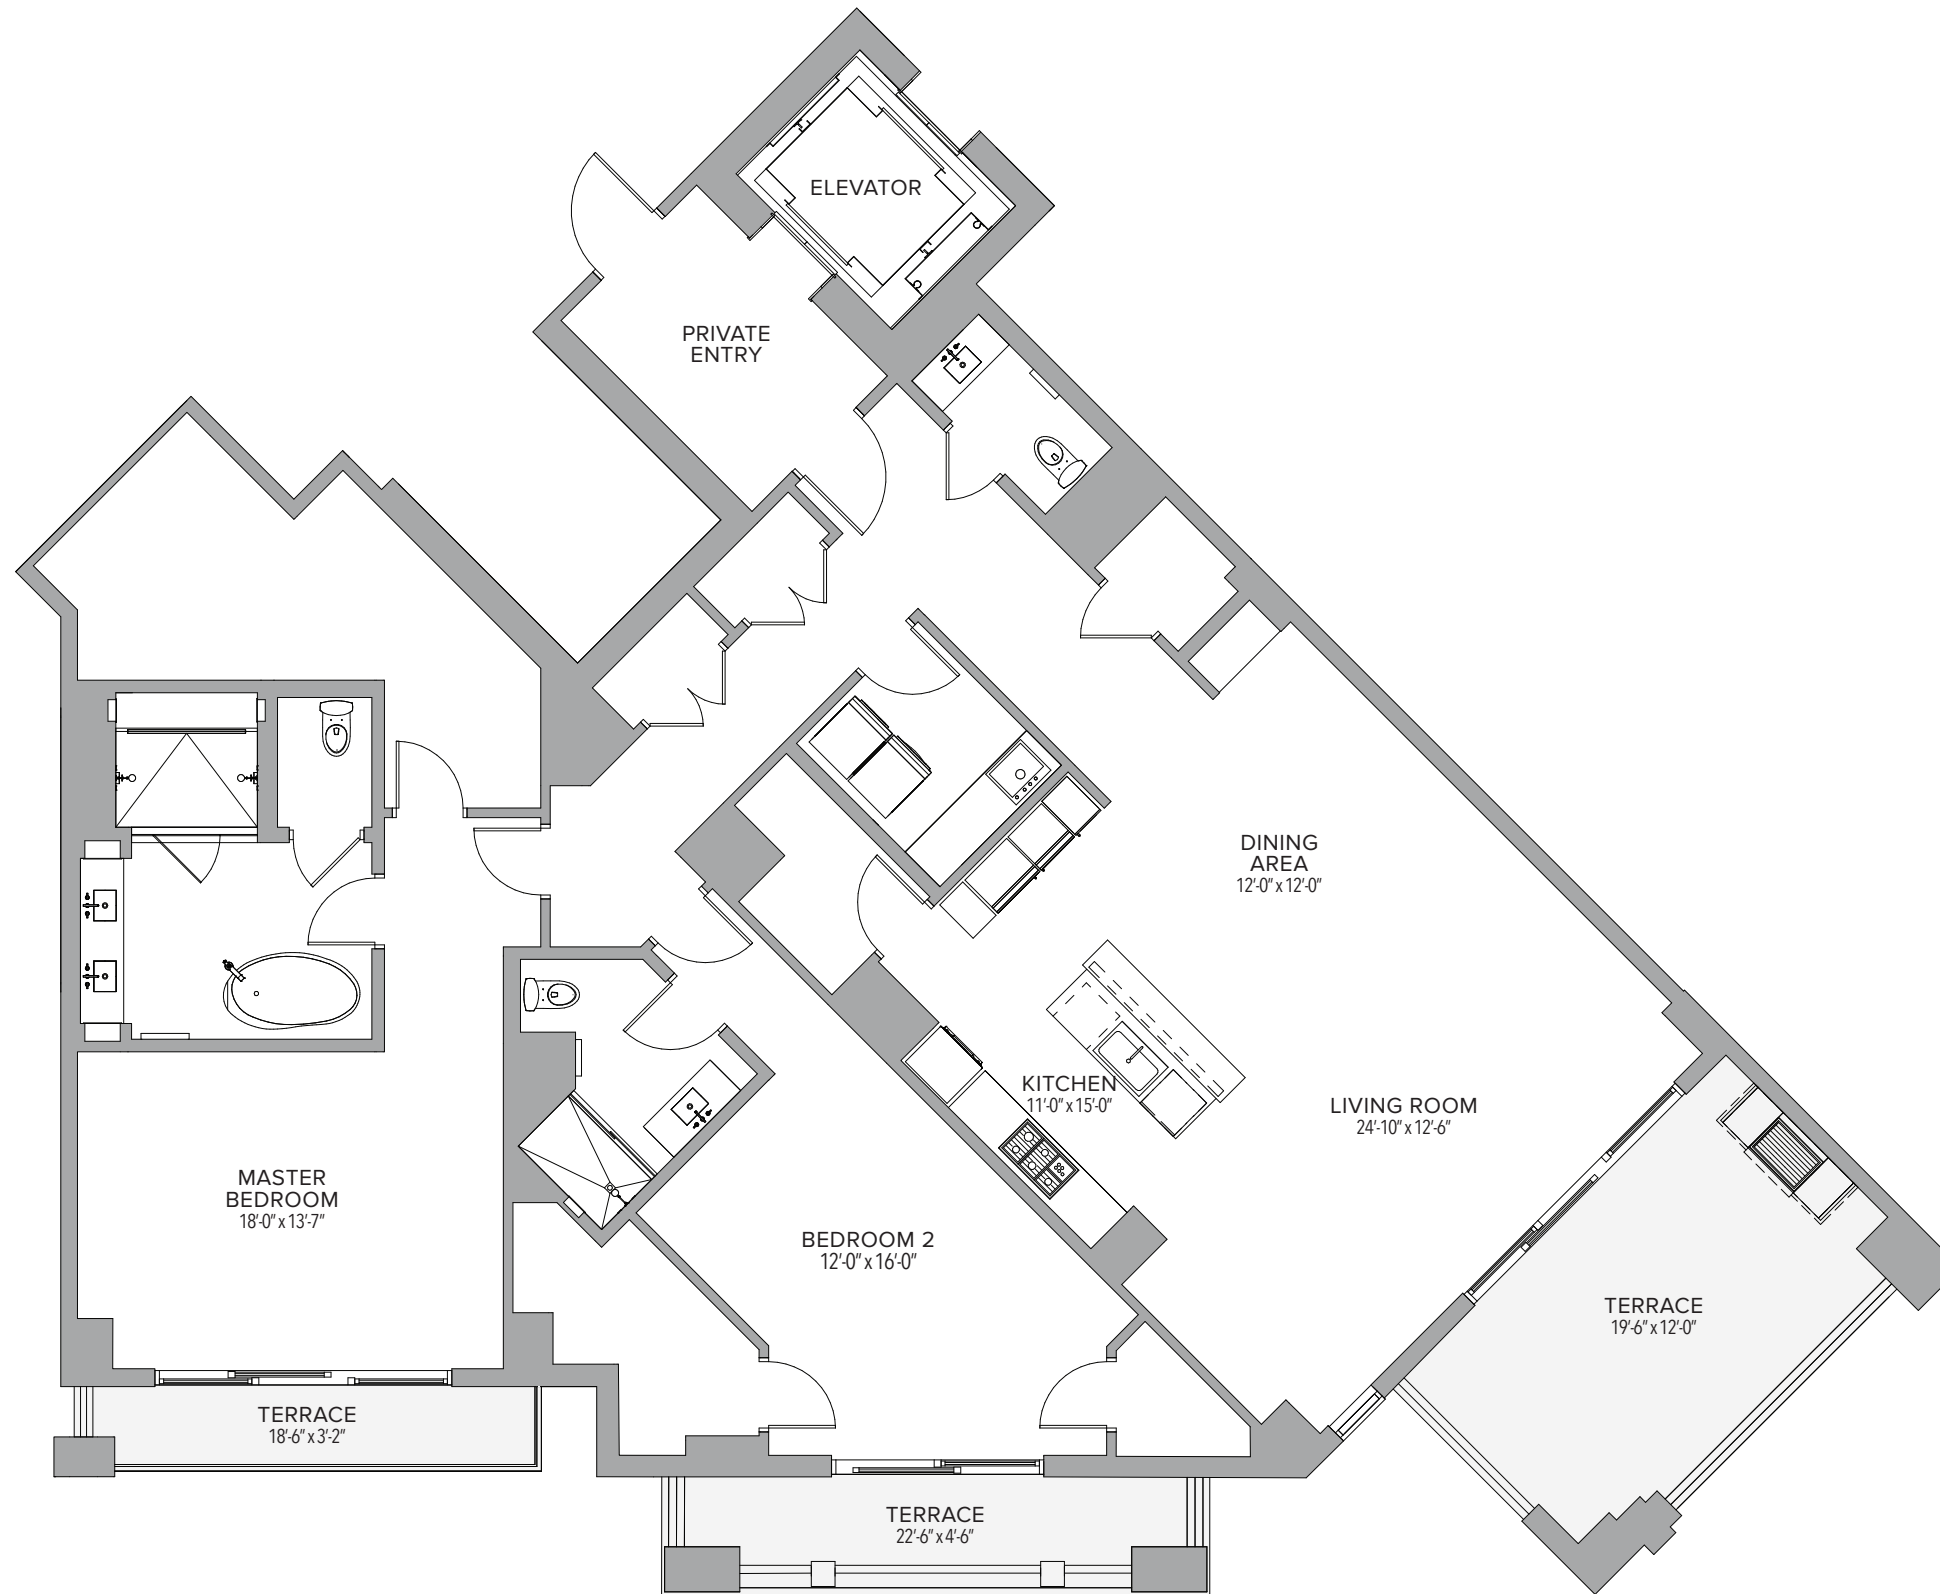 ELEVATOR
PRIVATE
ENTRY
DINING
AREA
12'-0" x 12'-0"
KITCHEN
11'-0" x 15'-0"
LIVING ROOM
24'-10" x 12'-6"
MASTER
BEDROOM
18'-0" x 13'-7"
BEDROOM 2
12'-0" x 16'-0"
TERRACE
19'-6" x 12'-0"
TERRACE
18'-6" x 3'-2"
TERRACE
22'-6" x 4'-6"